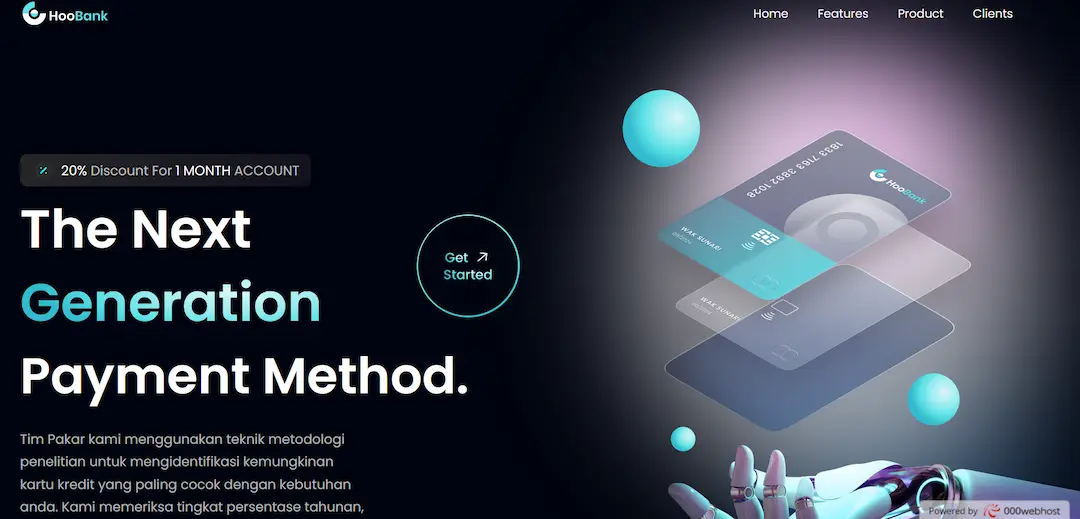 HooBank
Home Features Product Clients
20% Discount For 1 MONTH ACCOUNT
The Next
Generation
Payment Method.
Get
Started
Tim Pakar kami menggunakan teknik metodologi
penelitian untuk mengidentifikasi kemungkinan
kartu kredit yang paling cocok dengan kebutuhan
anda. Kami memeriksa tingkat persentase tahunan,
1833 7163 3892 1028
HooBank
WAK SUNARI
WAK SUNARI
Powered by 000webhost